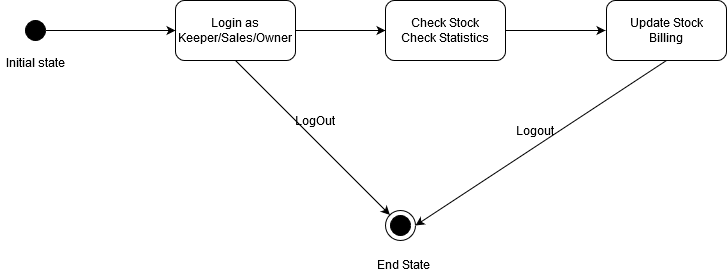 Login as
Keeper/Sales/Owner
Check Stock
Check Statistics
Update Stock
Billing
Initial state
LogOut
Logout
End State